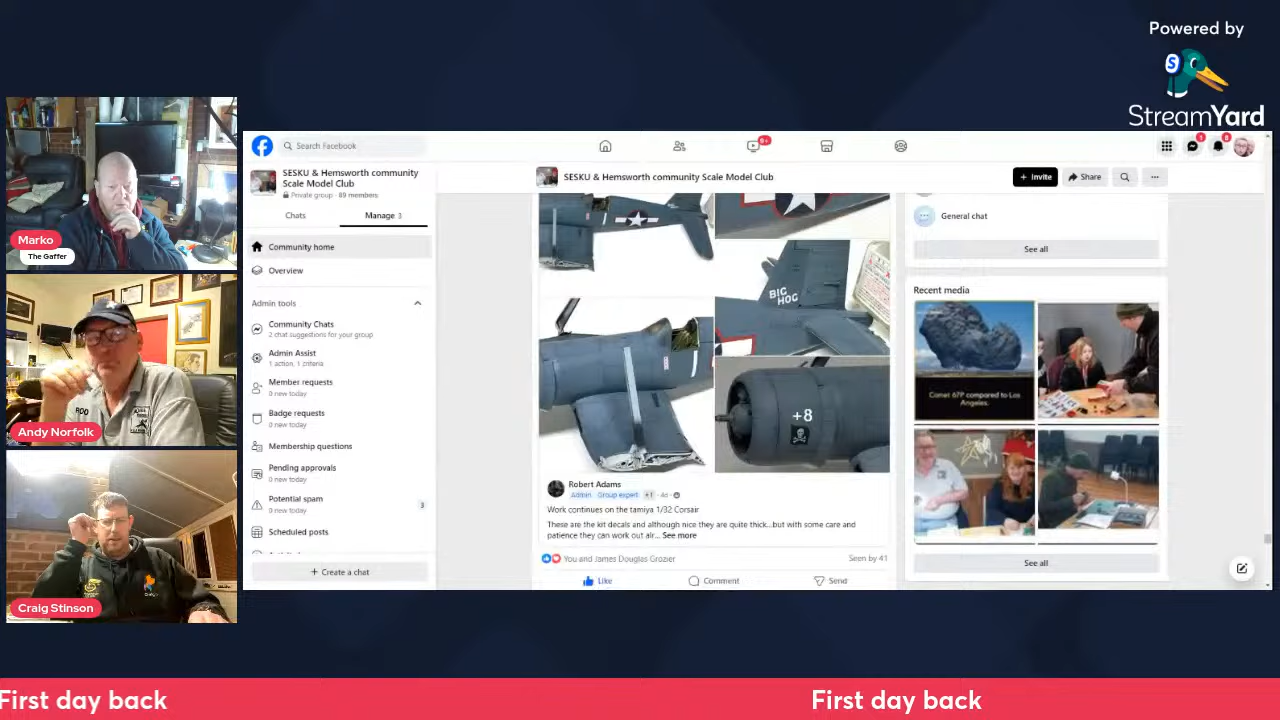 Powered by
S
StreamYard
Marko
The Gaffer
POD
Andy Norfolk
Craig Stinson
Search Facebook
9+
1
8
SESKU & Hemsworth community
Scale Model Club
Private group · 89 members
Chats
Manage 3
Community home
Overview
Admin tools
Community Chats
2 chat suggestions for your group
Admin Assist
1 action, 1 criteria
Member requests
0 new today
Badge requests
0 new today
Membership questions
Pending approvals
0 new today
Potential spam
0 new today
3
Scheduled posts
+ Create a chat
SESKU & Hemsworth community Scale Model Club
+ Invite
Share
BIG
HOG
+8
Robert Adams
Admin Group expert +1 · 4d
Work continues on the tamiya 1/32 Corsair
These are the kit decals and although nice they are quite thick...but with some care and
patience they can work out alr... See more
You and James Douglas Grozier
Seen by 41
Like
Comment
Send
General chat
See all
Recent media
Comet 67P compared to Los
Angeles.
See all
First day back
First day back